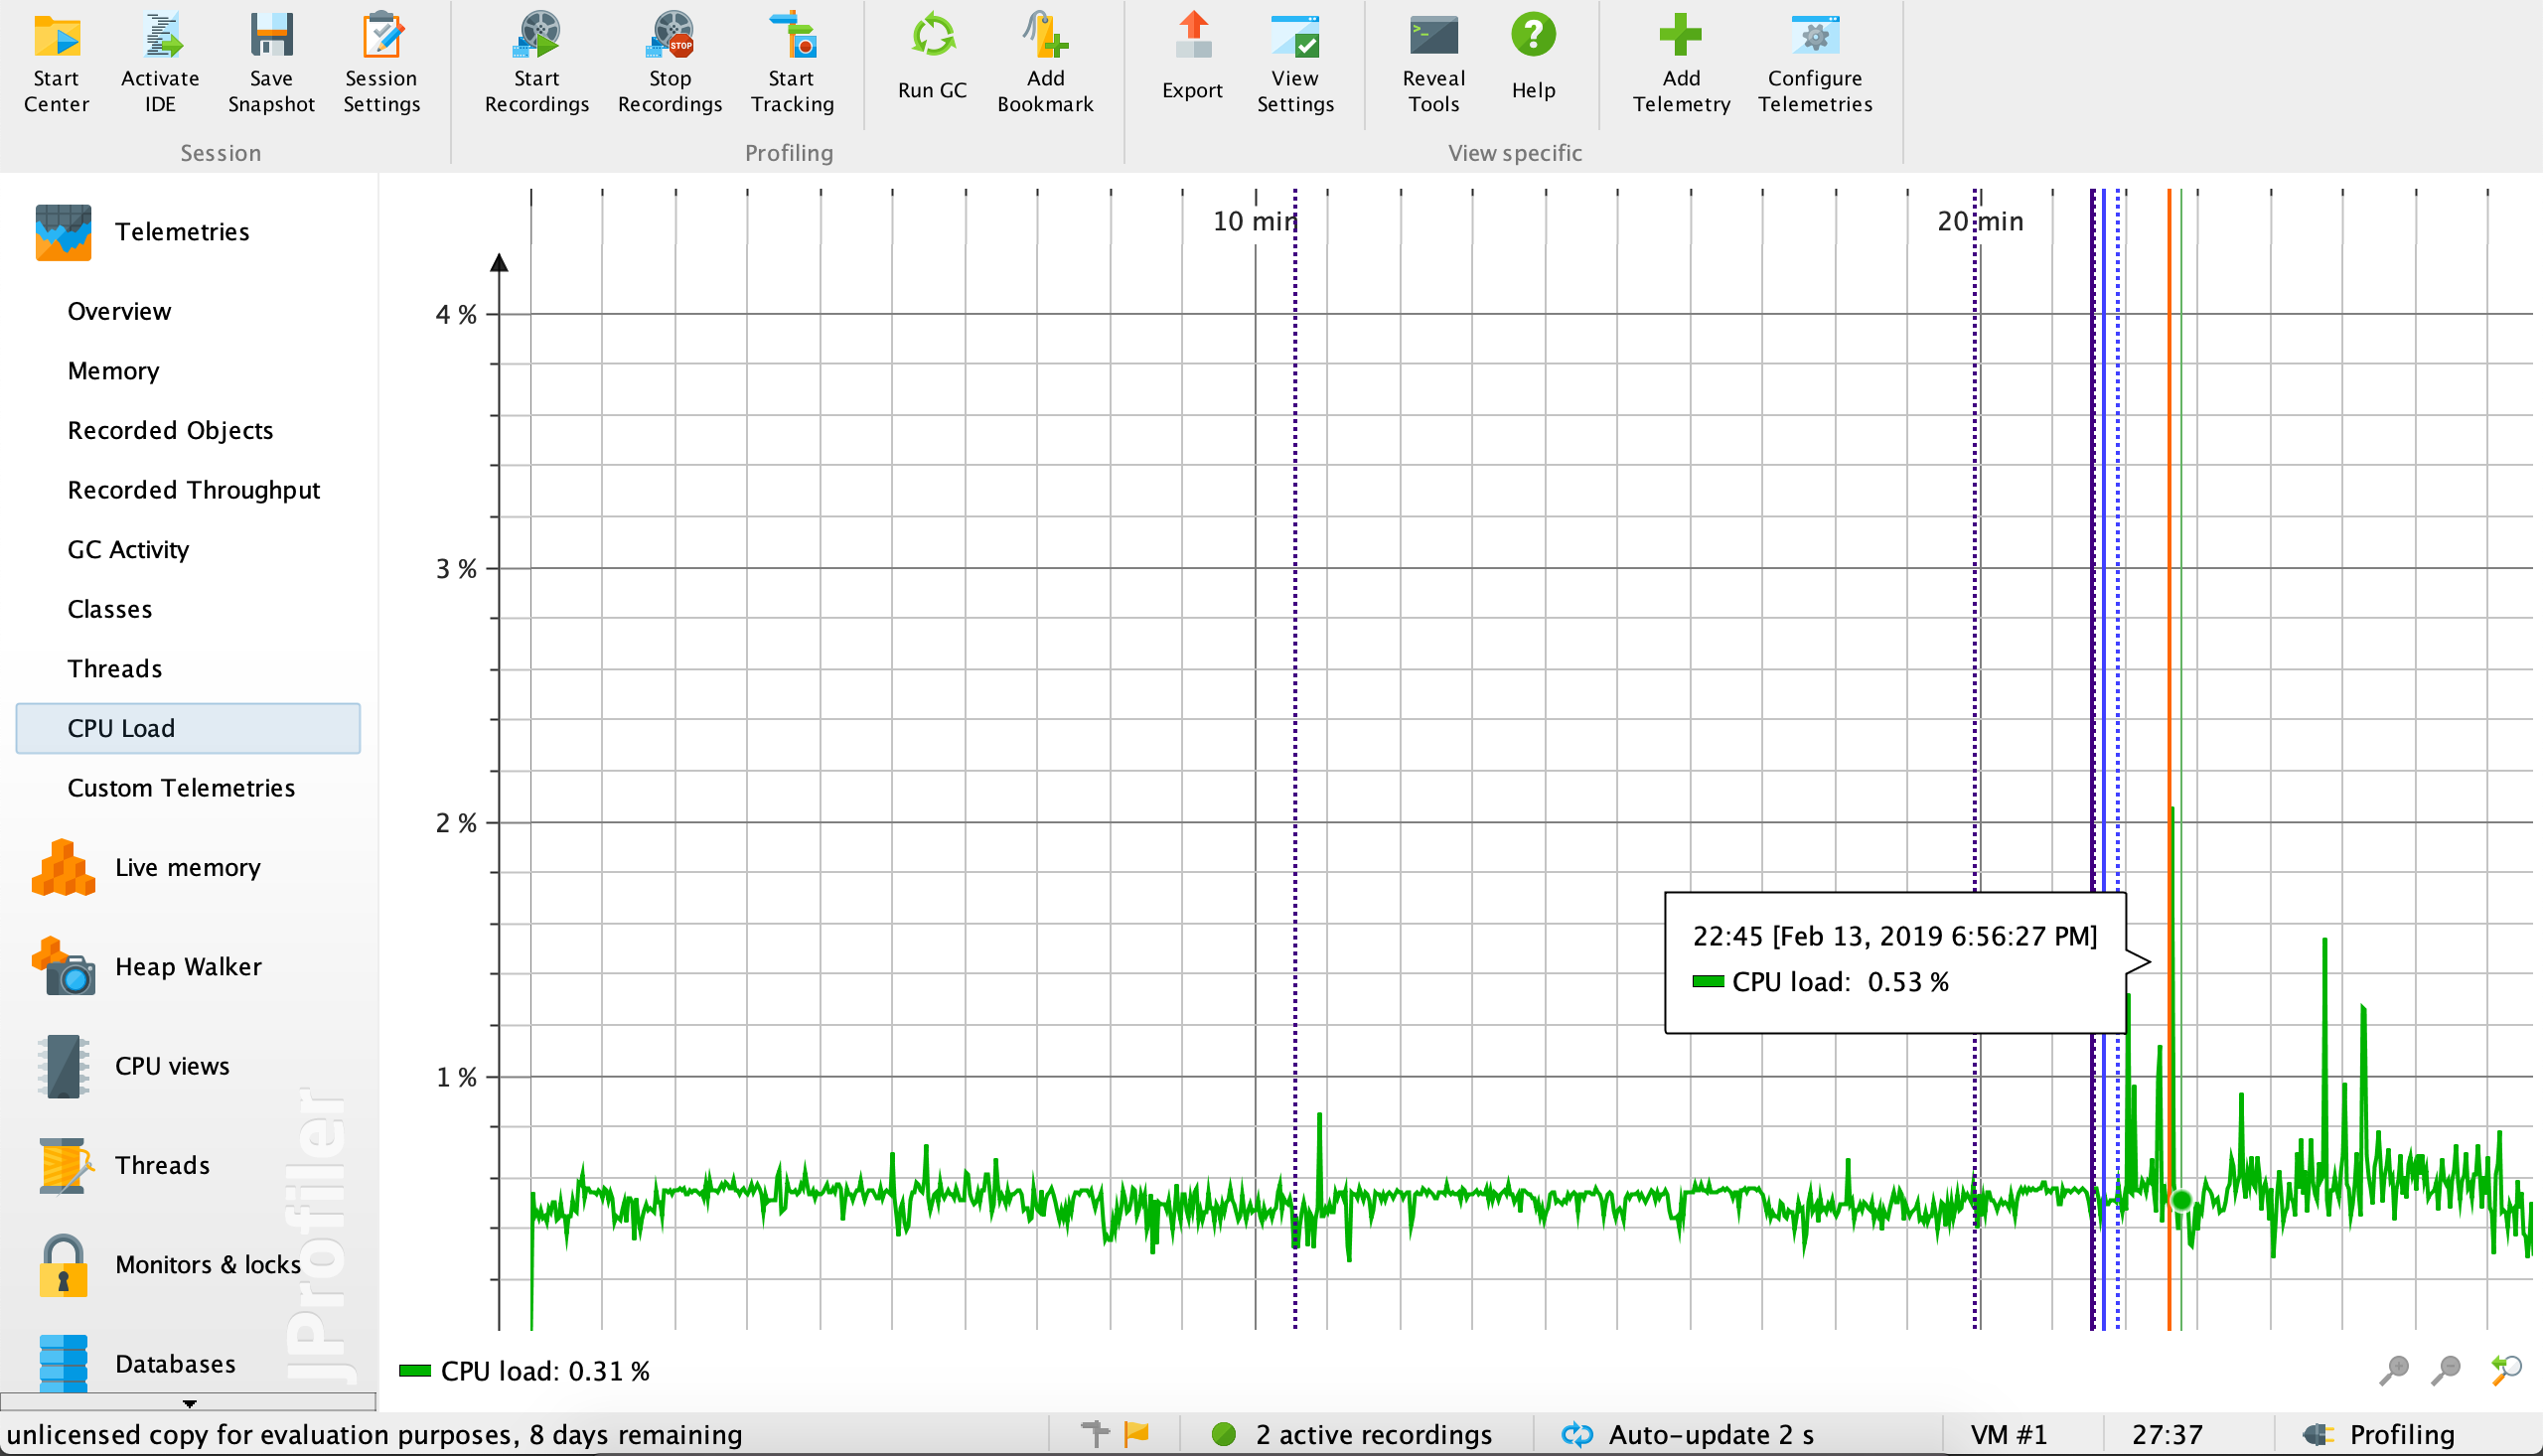 Start Center
Activate IDE
Save Snapshot
Session Settings
Start Recordings
Stop Recordings
STOP
Start Tracking
Run GC
Add Bookmark
Export
View Settings
Reveal Tools
Help
Add Telemetry
Configure Telemetries
Session
Profiling
View specific
Telemetries
Overview
Memory
Recorded Objects
Recorded Throughput
GC Activity
Classes
Threads
CPU Load
Custom Telemetries
Live memory
Heap Walker
CPU views
Threads
Monitors & locks
Databases
JProfiler
10 min
20 min
4 %
3 %
2 %
1 %
22:45 [Feb 13, 2019 6:56:27 PM]
CPU load: 0.53 %
CPU load: 0.31 %
unlicensed copy for evaluation purposes, 8 days remaining
2 active recordings
Auto-update 2 s
VM #1
27:37
Profiling